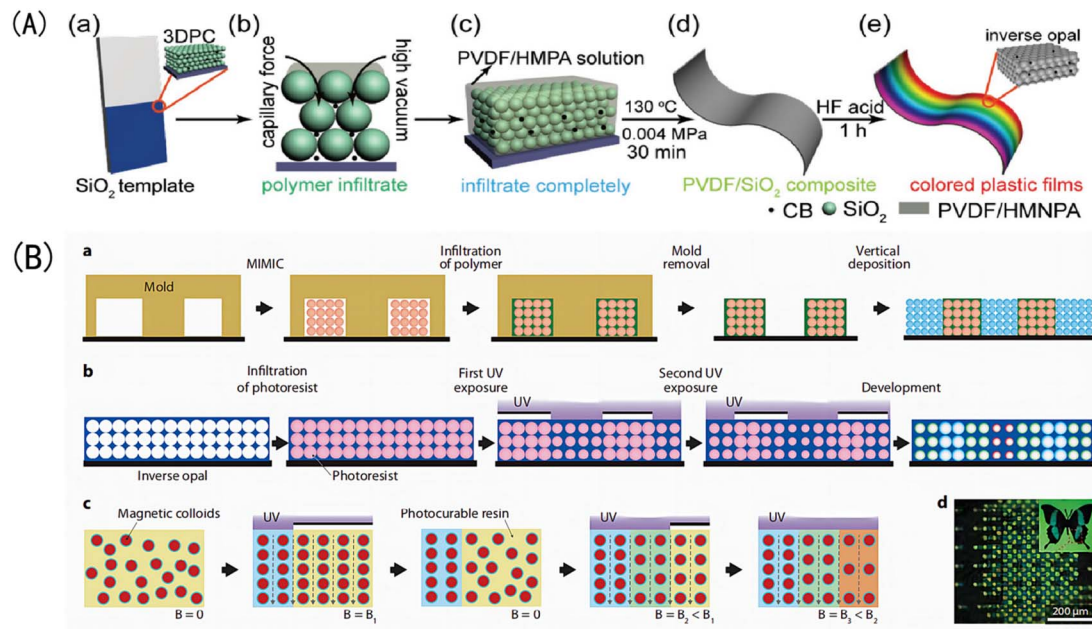 (A)
(a)
3DPC
SiO2 template
(b)
capillary force
high vacuum
polymer infiltrate
(c)
PVDF/HMPA solution
infiltrate completely
130 ℃
0.004 MPa
30 min
(d)
PVDF/SiO2 composite
HF acid
1 h
(e)
inverse opal
colored plastic films
• CB SiO2 PVDF/HMNPA
(B)
a
Mold
MIMIC
Infiltration
of polymer
Mold
removal
Vertical
deposition
b
Infiltration
of photoresist
First UV
exposure
Second UV
exposure
Development
UV
UV
Inverse opal
Photoresist
c
Magnetic colloids
UV
Photocurable resin
UV
UV
B = 0
B = B1
B = 0
B = B2 < B1
B = B3 < B2
d
200 µm